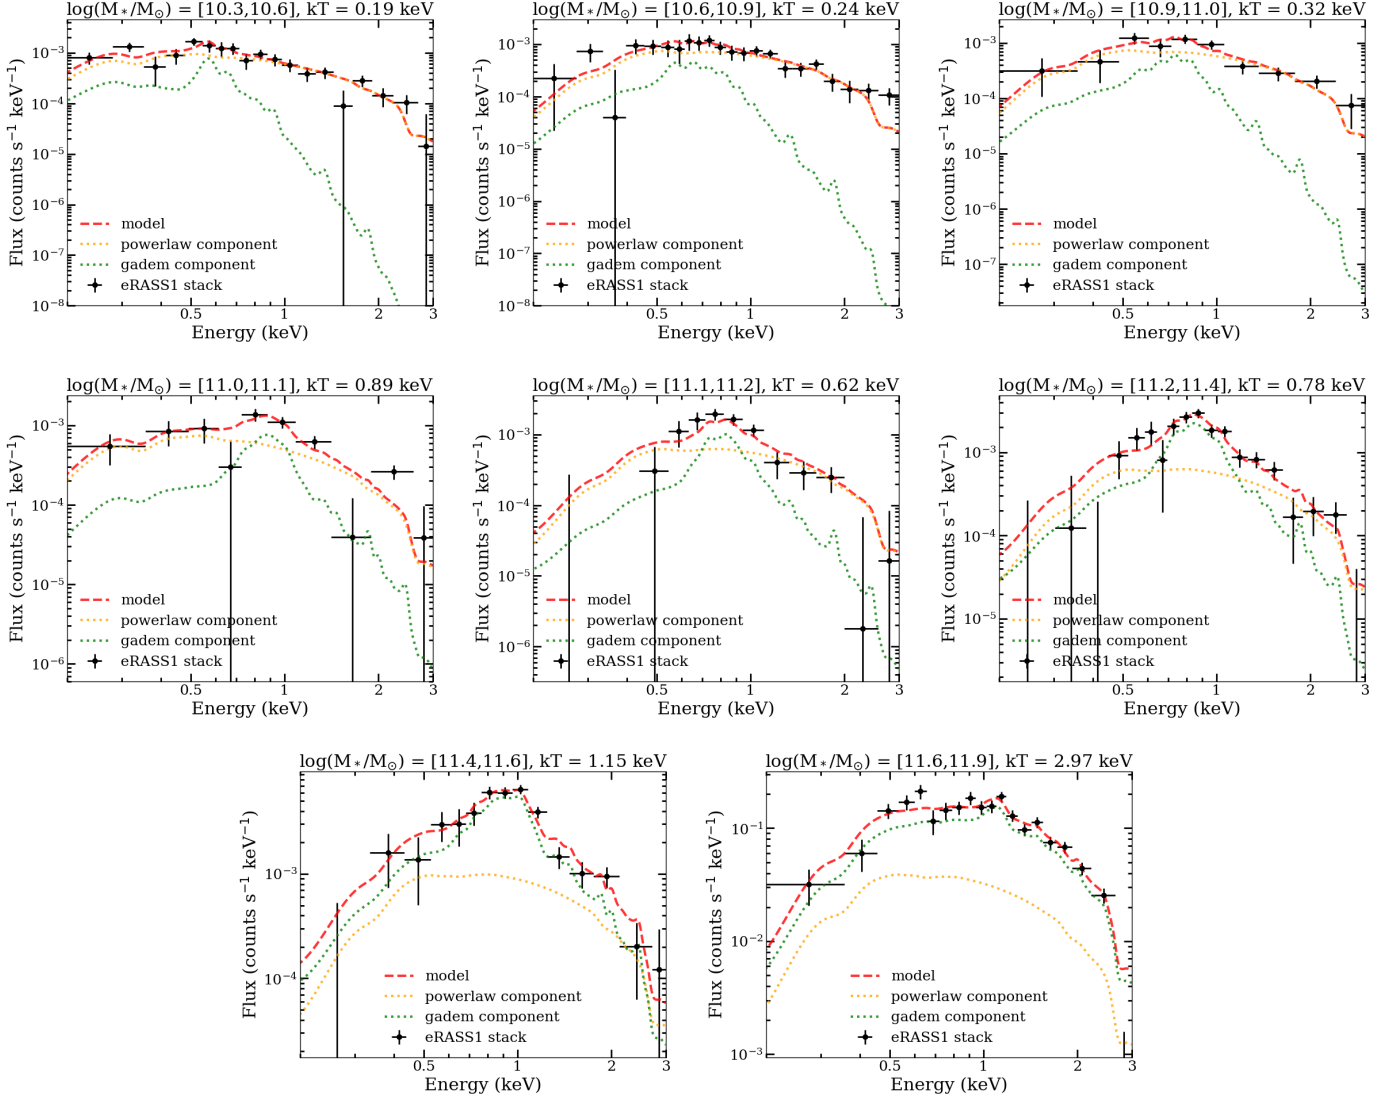 log(M∗/M⊙) = [10.3,10.6], kT = 0.19 keV
Flux (counts s⁻¹ keV⁻¹)
10⁻³
10⁻⁴
10⁻⁵
10⁻⁶
10⁻⁷
10⁻⁸
model
powerlaw component
gadem component
eRASS1 stack
0.5 1 2 3
Energy (keV)
log(M∗/M⊙) = [10.6,10.9], kT = 0.24 keV
Flux (counts s⁻¹ keV⁻¹)
10⁻³
10⁻⁴
10⁻⁵
10⁻⁶
10⁻⁷
10⁻⁸
model
powerlaw component
gadem component
eRASS1 stack
0.5 1 2 3
Energy (keV)
log(M∗/M⊙) = [10.9,11.0], kT = 0.32 keV
Flux (counts s⁻¹ keV⁻¹)
10⁻³
10⁻⁴
10⁻⁵
10⁻⁶
10⁻⁷
model
powerlaw component
gadem component
eRASS1 stack
0.5 1 2 3
Energy (keV)
log(M∗/M⊙) = [11.0,11.1], kT = 0.89 keV
Flux (counts s⁻¹ keV⁻¹)
10⁻³
10⁻⁴
10⁻⁵
10⁻⁶
model
powerlaw component
gadem component
eRASS1 stack
0.5 1 2 3
Energy (keV)
log(M∗/M⊙) = [11.1,11.2], kT = 0.62 keV
Flux (counts s⁻¹ keV⁻¹)
10⁻³
10⁻⁴
10⁻⁵
10⁻⁶
model
powerlaw component
gadem component
eRASS1 stack
0.5 1 2 3
Energy (keV)
log(M∗/M⊙) = [11.2,11.4], kT = 0.78 keV
Flux (counts s⁻¹ keV⁻¹)
10⁻³
10⁻⁴
10⁻⁵
model
powerlaw component
gadem component
eRASS1 stack
0.5 1 2 3
Energy (keV)
log(M∗/M⊙) = [11.4,11.6], kT = 1.15 keV
Flux (counts s⁻¹ keV⁻¹)
10⁻³
10⁻⁴
model
powerlaw component
gadem component
eRASS1 stack
0.5 1 2 3
Energy (keV)
log(M∗/M⊙) = [11.6,11.9], kT = 2.97 keV
Flux (counts s⁻¹ keV⁻¹)
10⁻¹
10⁻²
10⁻³
model
powerlaw component
gadem component
eRASS1 stack
0.5 1 2 3
Energy (keV)